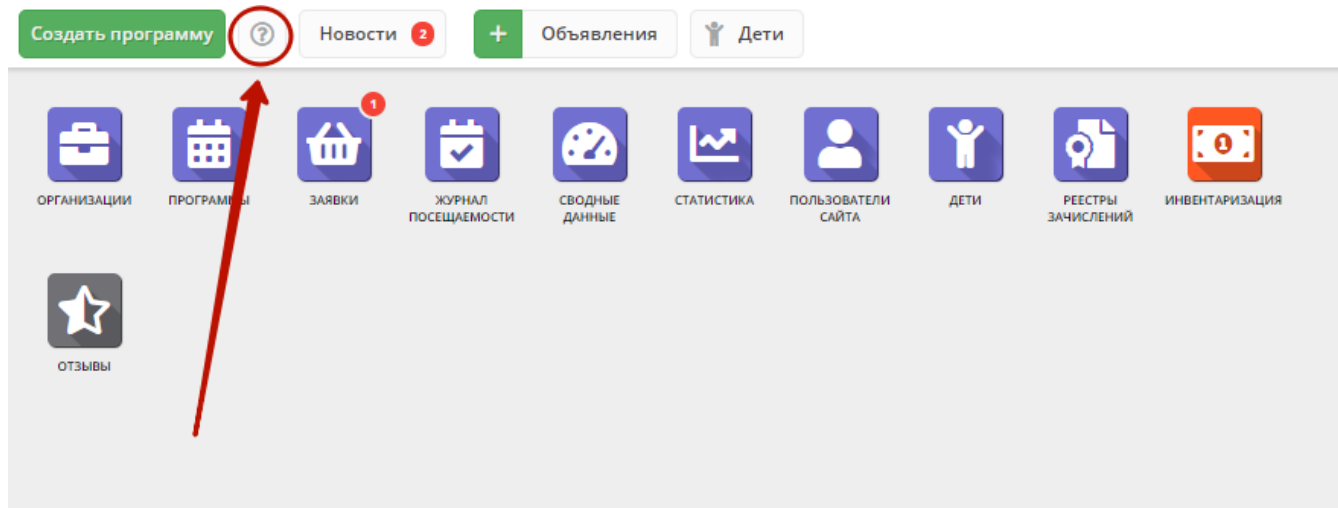 Создать программу ? Новости 2 + Объявления Дети
1
1
ОРГАНИЗАЦИИ ПРОГРАММЫ ЗАЯВКИ ЖУРНАЛ СВОДНЫЕ СТАТИСТИКА ПОЛЬЗОВАТЕЛИ ДЕТИ РЕЕСТРЫ ИНВЕНТАРИЗАЦИЯ
ПОСЕЩАЕМОСТИ ДАННЫЕ САЙТА ЗАЧИСЛЕНИЙ
ОТЗЫВЫ